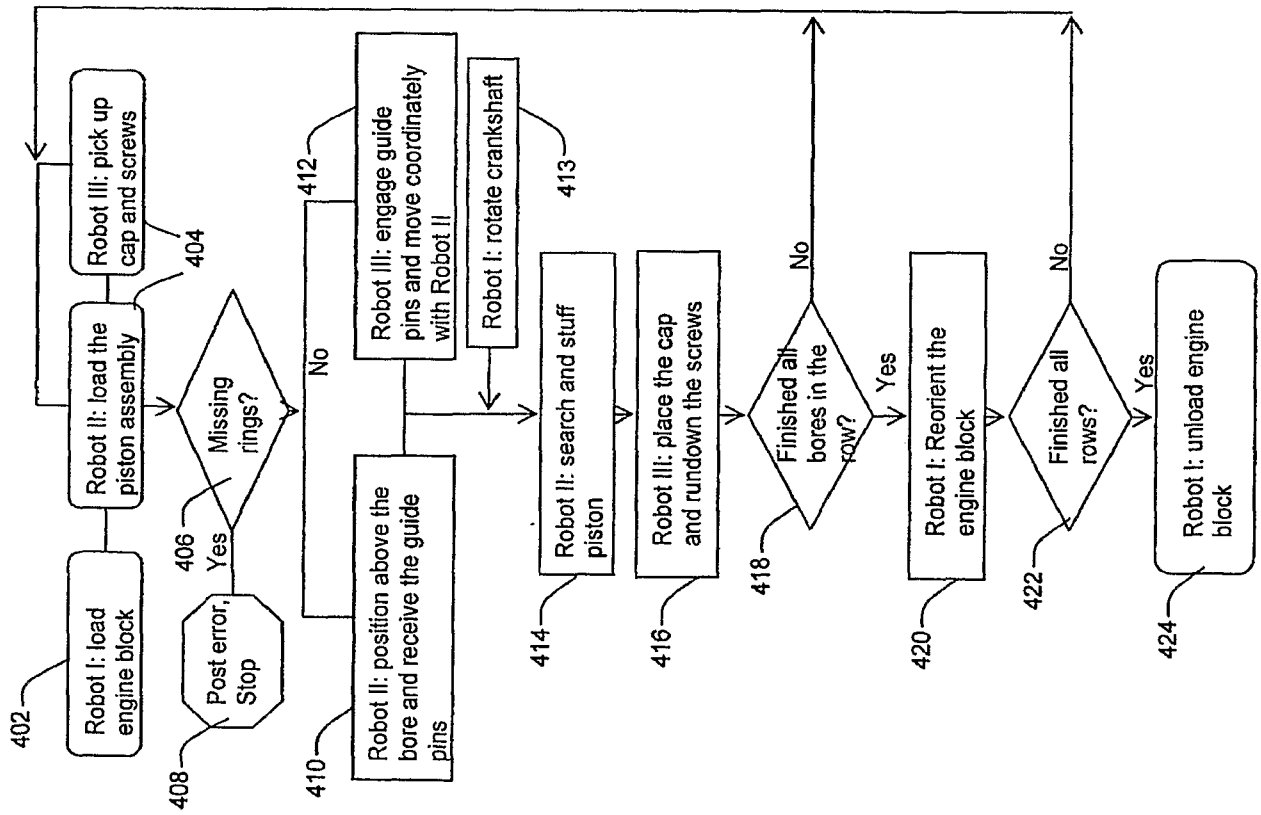 402
Robot I: load
engine block
Robot II: load the
piston assembly
Robot III: pick up
cap and screws
404
406
Missing
rings?
Yes
408
Post error,
Stop
No
410
Robot II: position above the
bore and receive the guide
pins
412
Robot III: engage guide
pins and move coordinately
with Robot II
Robot I: rotate crankshaft
413
414
Robot II: search and stuff
piston
416
Robot III: place the cap
and rundown the screws
418
Finished all
bores in the
row?
No
Yes
420
Robot I: Reorient the
engine block
422
Finished all
rows?
No
Yes
424
Robot I: unload engine
block